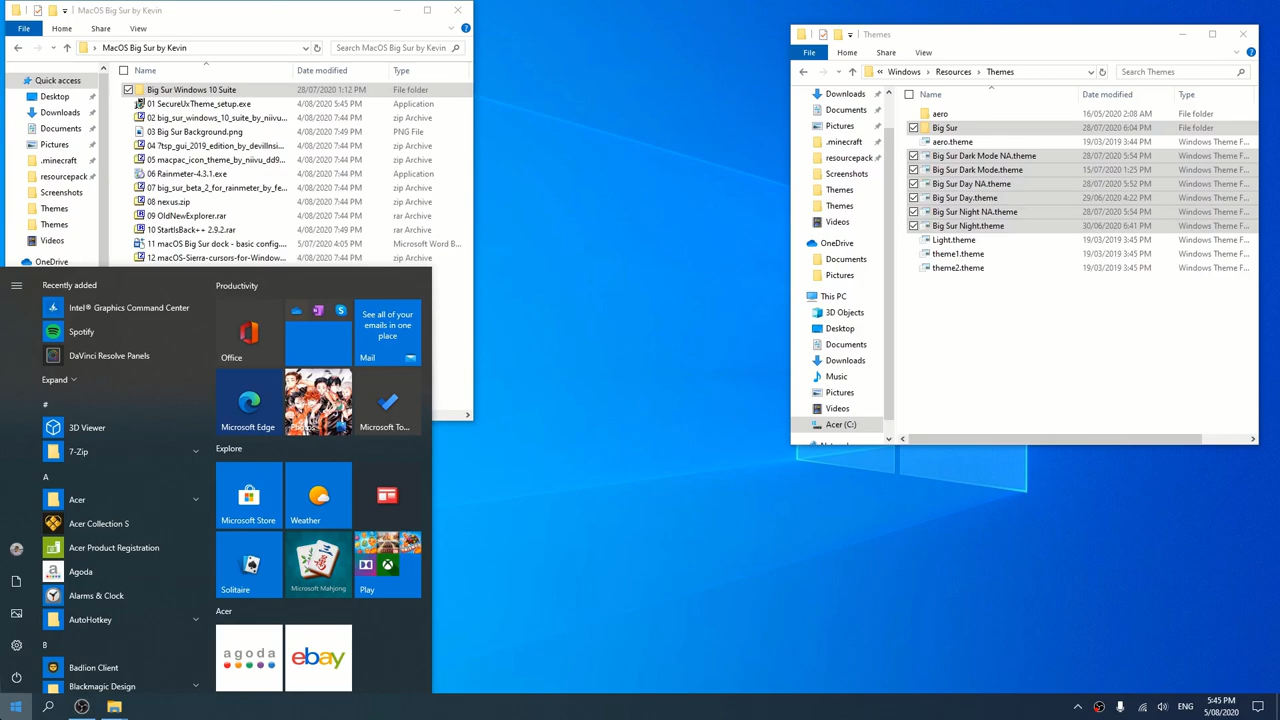 MacOS Big Sur by Kevin
File
Home
Share
View
MacOS Big Sur by Kevin
Search MacOS Big Sur by Kevin
Quick access
Desktop
Downloads
Documents
Pictures
.minecraft
resourcepack
Screenshots
Themes
Themes
Videos
OneDrive
Name
Date modified
Type
Big Sur Windows 10 Suite
28/07/2020 1:12 PM
File folder
01 SecureUxTheme_setup.exe
4/08/2020 5:45 PM
Application
02 big_sur_windows_10_suite_by_niivu...
4/08/2020 7:44 PM
zip Archive
03 Big Sur Background.png
4/08/2020 7:49 PM
PNG File
04 7tsp_gui_2019_edition_by_devillnsi...
4/08/2020 7:44 PM
zip Archive
05 macpac_icon_theme_by_niivu_dd9...
4/08/2020 7:44 PM
zip Archive
06 Rainmeter-4.3.1.exe
4/08/2020 7:44 PM
Application
07 big_sur_beta_2_for_rainmeter_by_fe...
4/08/2020 7:44 PM
zip Archive
08 nexus.zip
4/08/2020 7:44 PM
zip Archive
09 OldNewExplorer.rar
4/08/2020 7:44 PM
rar Archive
10 StartIsBack++ 2.9.2.rar
4/08/2020 7:44 PM
rar Archive
11 macOS Big Sur dock - basic config....
5/07/2020 4:05 PM
Microsoft Word B...
12 macOS-Sierra-cursors-for-Window...
4/08/2020 7:44 PM
zip Archive
Recently added
Intel® Graphics Command Center
Spotify
DaVinci Resolve Panels
Expand
#
3D Viewer
7-Zip
A
Acer
Acer Collection S
Acer Product Registration
Agoda
Alarms & Clock
AutoHotkey
B
Badlion Client
Blackmagic Design
Productivity
Office
See all of your
emails in one
place
Mail
Microsoft Edge
Photos
Microsoft To...
Explore
Microsoft Store
Weather
Solitaire
Microsoft Mahjong
Play
Acer
agoda
ebay
Themes
File
Home
Share
View
Windows
Resources
Themes
Search Themes
Downloads
Documents
Pictures
.minecraft
resourcepack
Screenshots
Themes
Themes
Videos
OneDrive
Documents
Pictures
This PC
3D Objects
Desktop
Documents
Downloads
Music
Pictures
Videos
Acer (C:)
Name
Date modified
Type
aero
16/05/2020 2:08 AM
File folder
Big Sur
28/07/2020 6:04 PM
File folder
aero.theme
19/03/2019 3:44 PM
Windows Theme F...
Big Sur Dark Mode NA.theme
28/07/2020 5:54 PM
Windows Theme F...
Big Sur Dark Mode.theme
15/07/2020 1:25 PM
Windows Theme F...
Big Sur Day NA.theme
28/07/2020 5:52 PM
Windows Theme F...
Big Sur Day.theme
29/06/2020 4:22 PM
Windows Theme F...
Big Sur Night NA.theme
28/07/2020 5:54 PM
Windows Theme F...
Big Sur Night.theme
30/06/2020 6:41 PM
Windows Theme F...
Light.theme
19/03/2019 3:45 PM
Windows Theme F...
theme1.theme
19/03/2019 3:45 PM
Windows Theme F...
theme2.theme
19/03/2019 3:45 PM
Windows Theme F...
ENG
5:45 PM
5/08/2020